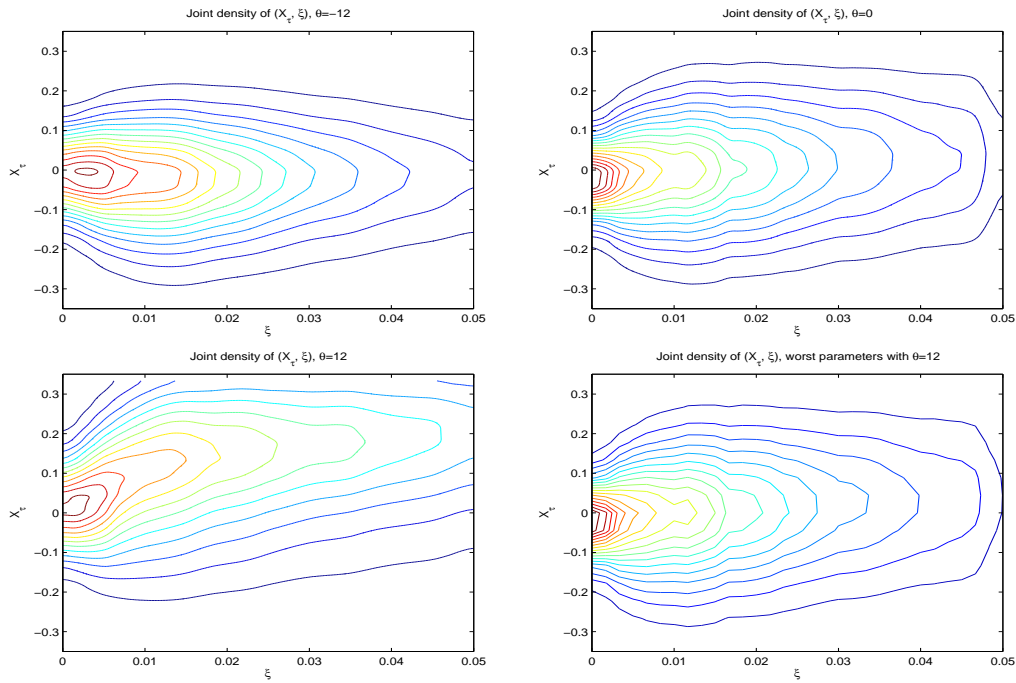 Joint density of (X_τ, ξ), θ=−12
0.3
0.2
0.1
0
−0.1
−0.2
−0.3
X_τ
0 0.01 0.02 0.03 0.04 0.05
ξ
Joint density of (X_τ, ξ), θ=0
0.3
0.2
0.1
0
−0.1
−0.2
−0.3
X_τ
0 0.01 0.02 0.03 0.04 0.05
ξ
Joint density of (X_τ, ξ), θ=12
0.3
0.2
0.1
0
−0.1
−0.2
−0.3
X_τ
0 0.01 0.02 0.03 0.04 0.05
ξ
Joint density of (X_τ, ξ), worst parameters with θ=12
0.3
0.2
0.1
0
−0.1
−0.2
−0.3
X_τ
0 0.01 0.02 0.03 0.04 0.05
ξ